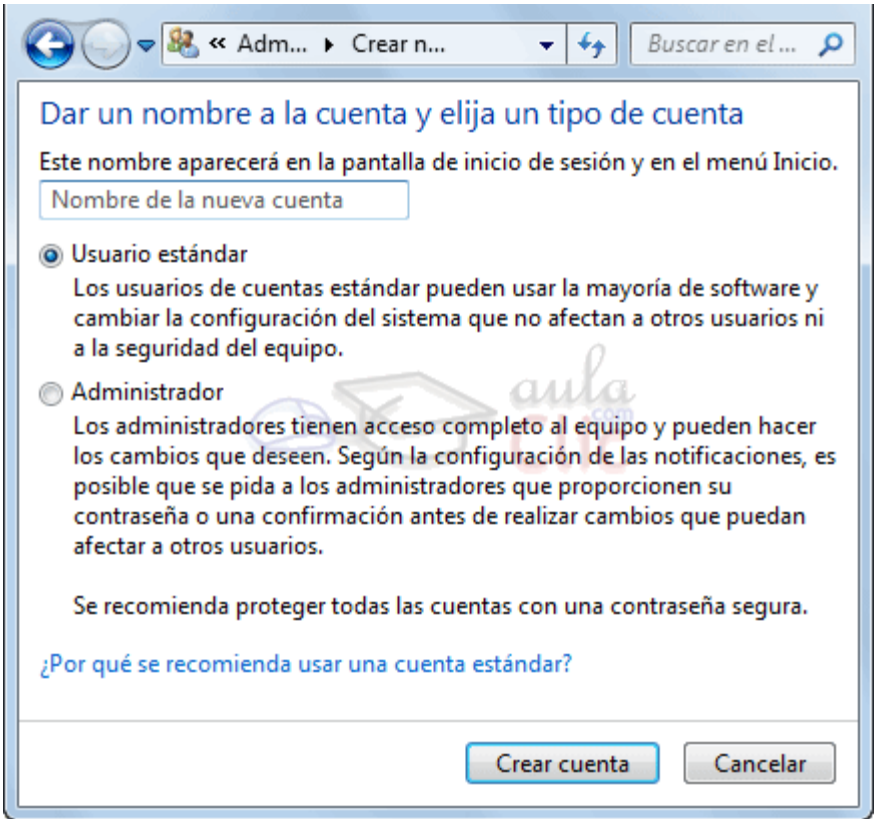 « Adm... ▸ Crear n...
Buscar en el ...
Dar un nombre a la cuenta y elija un tipo de cuenta
Este nombre aparecerá en la pantalla de inicio de sesión y en el menú Inicio.
Nombre de la nueva cuenta
Usuario estándar
Los usuarios de cuentas estándar pueden usar la mayoría de software y
cambiar la configuración del sistema que no afectan a otros usuarios ni
a la seguridad del equipo.
Administrador
Los administradores tienen acceso completo al equipo y pueden hacer
los cambios que deseen. Según la configuración de las notificaciones, es
posible que se pida a los administradores que proporcionen su
contraseña o una confirmación antes de realizar cambios que puedan
afectar a otros usuarios.
aula
Clic
.com
Se recomienda proteger todas las cuentas con una contraseña segura.
¿Por qué se recomienda usar una cuenta estándar?
Crear cuenta
Cancelar